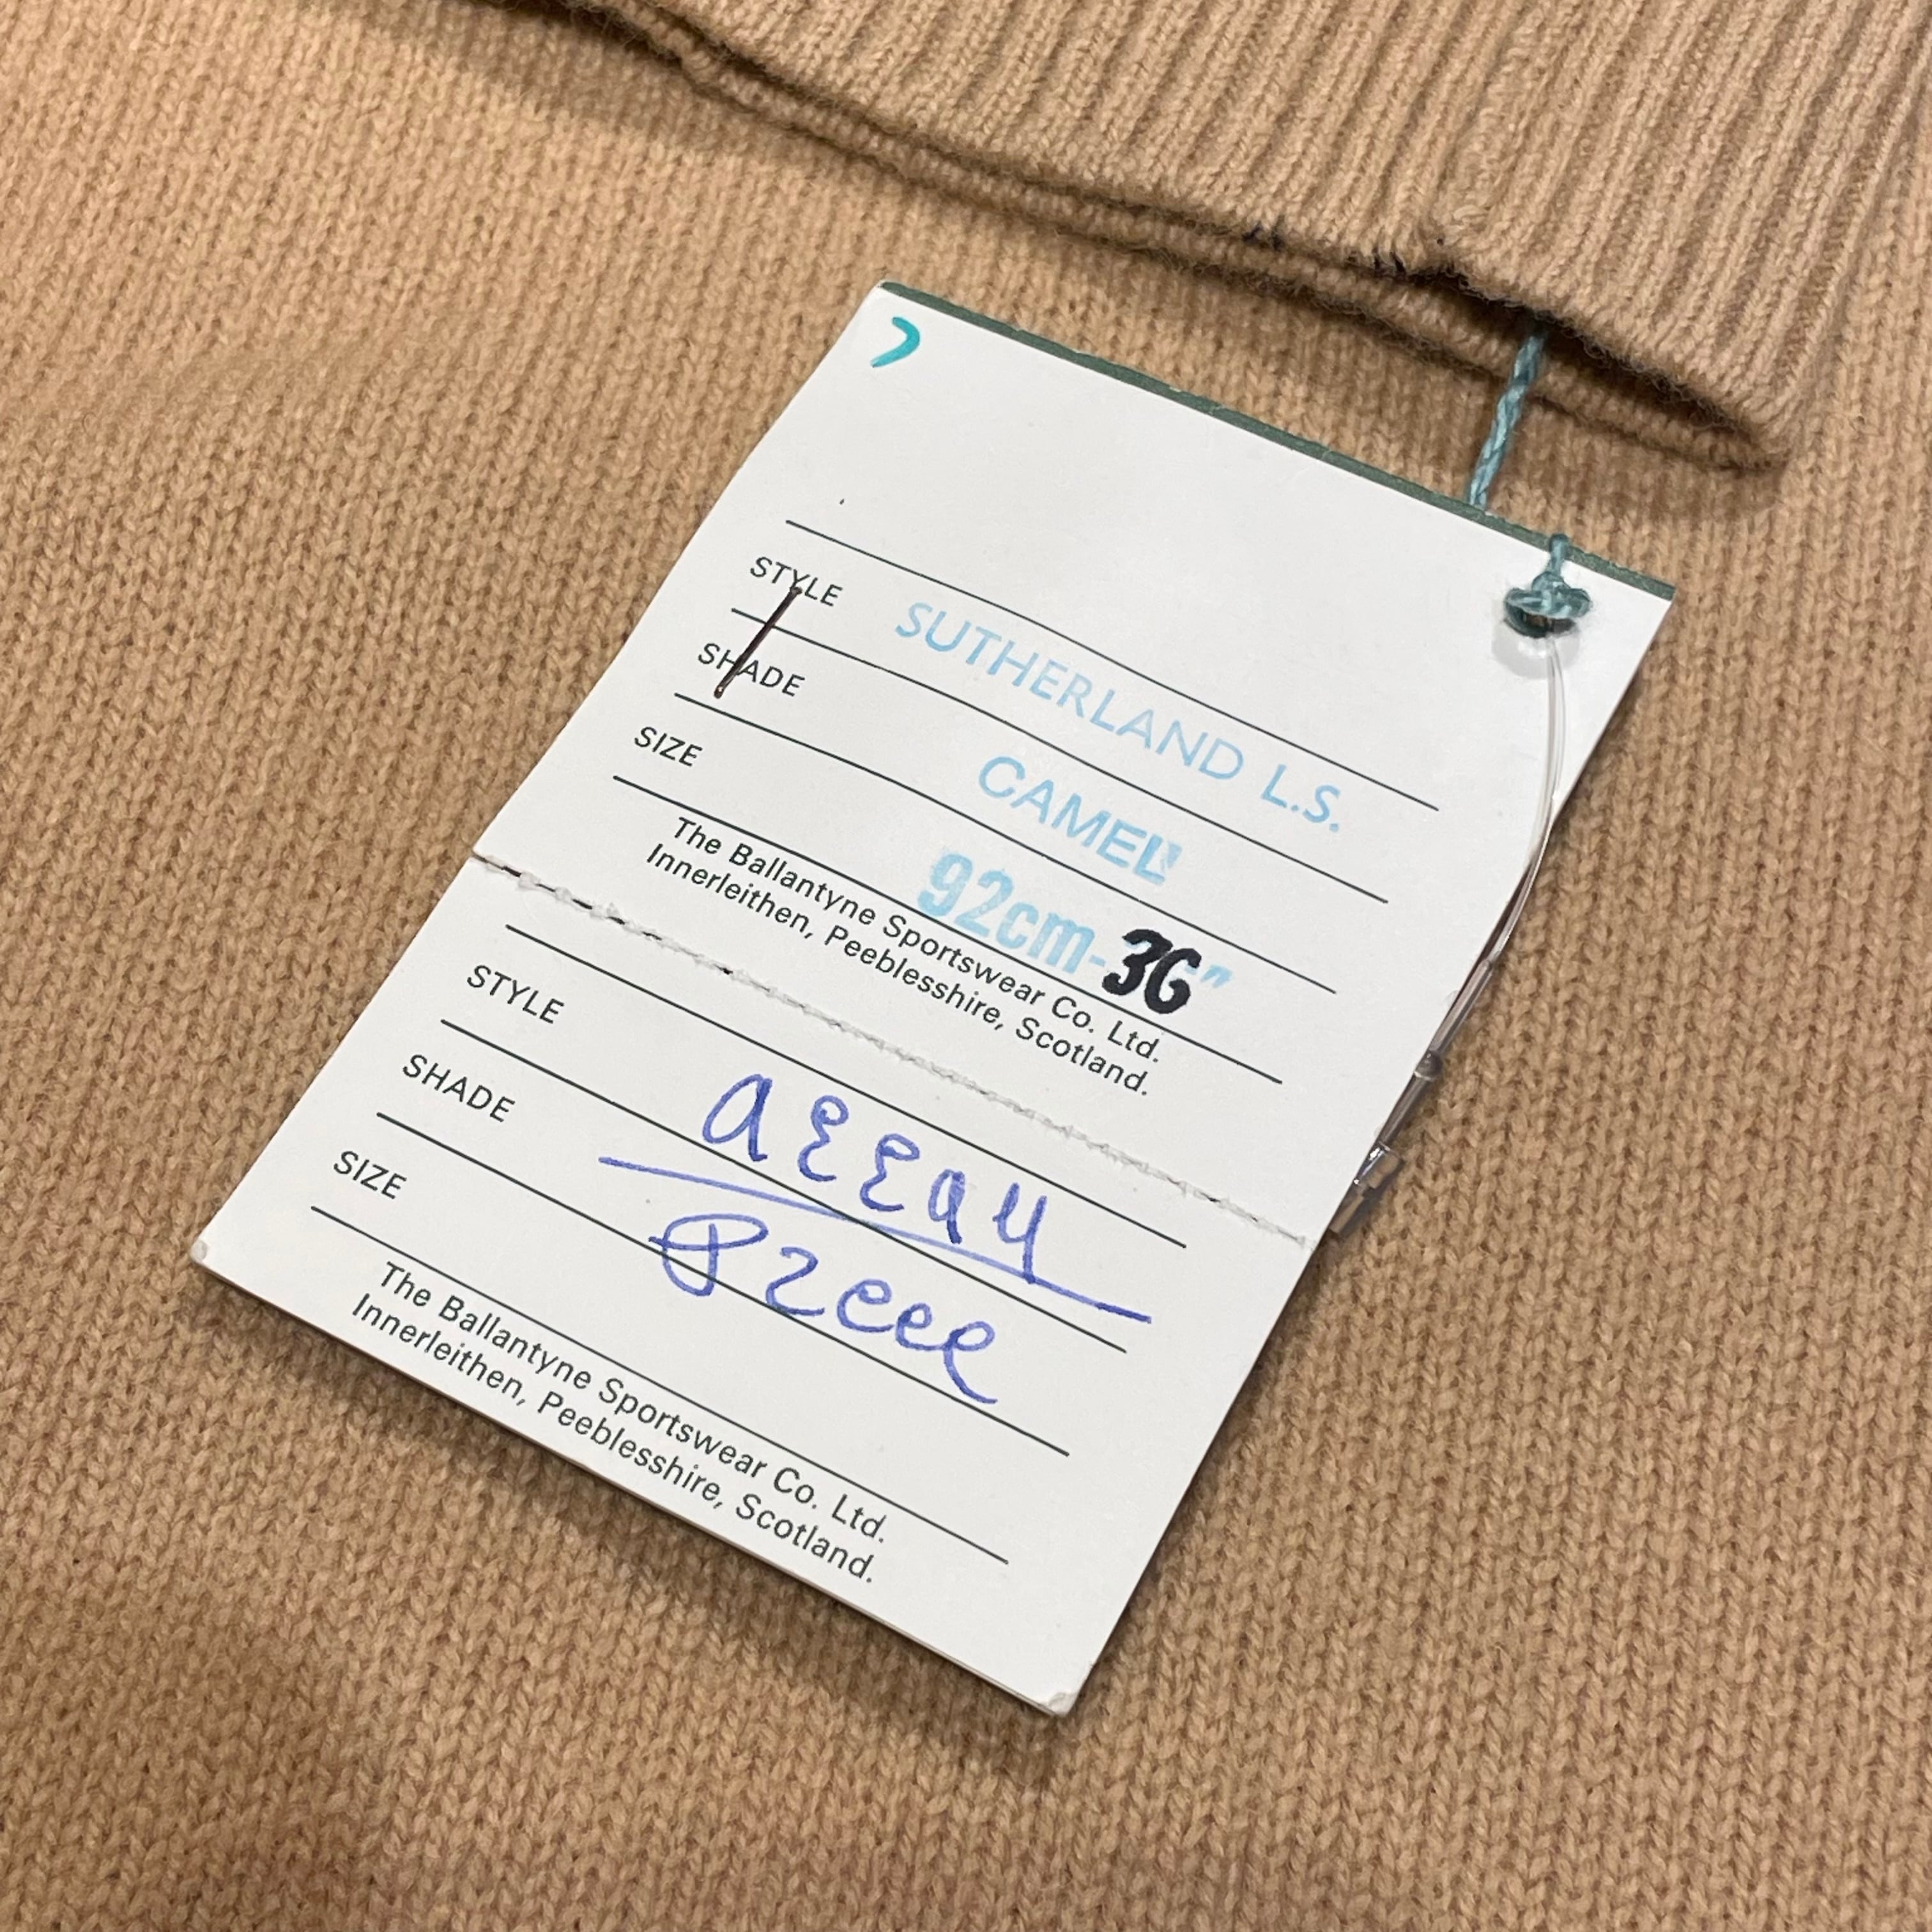 STYLE SUTHERLAND L.S.
SHADE CAMEL
SIZE 92cm-36"
The Ballantyne Sportswear Co. Ltd.
Innerleithen, Peeblesshire, Scotland.
STYLE
SHADE
SIZE
The Ballantyne Sportswear Co. Ltd.
Innerleithen, Peeblesshire, Scotland.